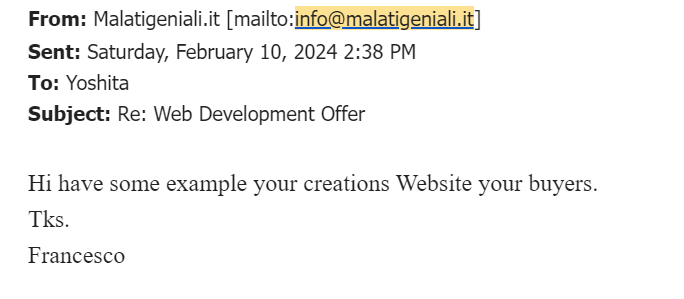 From: Malatigeniali.it [mailto:info@malatigeniali.it]
Sent: Saturday, February 10, 2024 2:38 PM
To: Yoshita
Subject: Re: Web Development Offer
Hi have some example your creations Website your buyers.
Tks.
Francesco